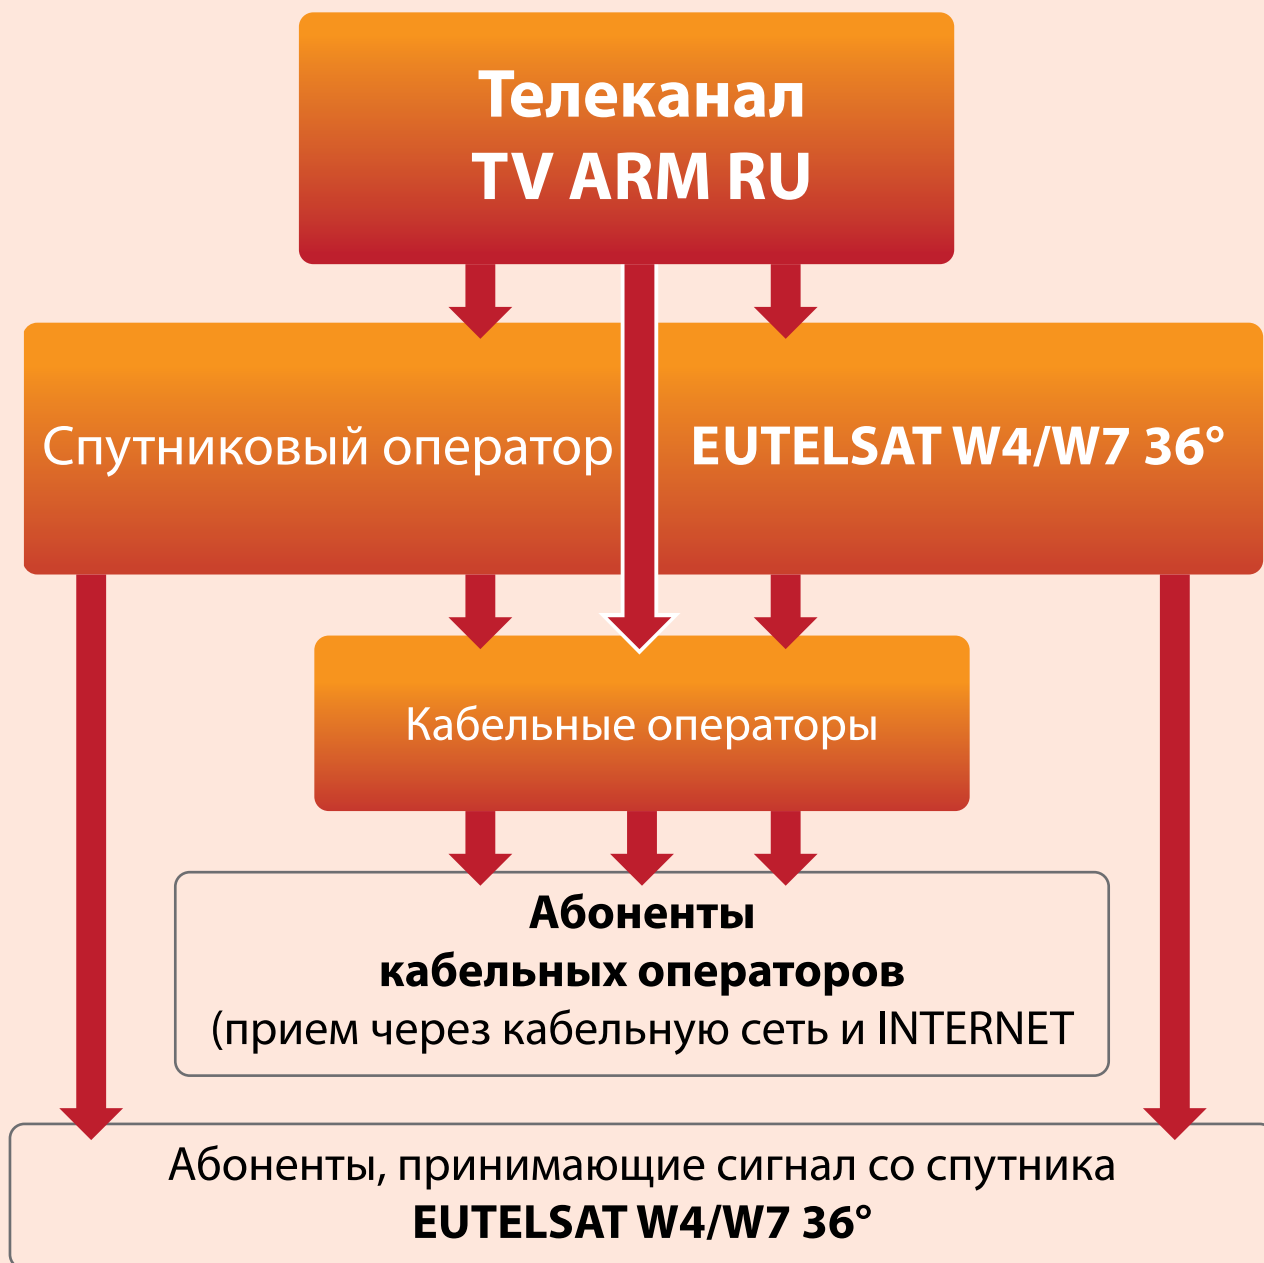 Телеканал
TV ARM RU
Спутниковый оператор
EUTELSAT W4/W7 36°
Кабельные операторы
Абоненты
кабельных операторов
(прием через кабельную сеть и INTERNET
Абоненты, принимающие сигнал со спутника
EUTELSAT W4/W7 36°